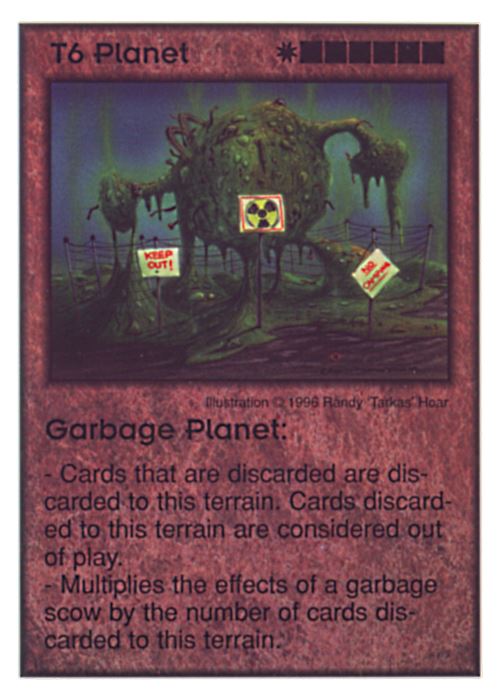 T6 Planet
KEEP
OUT!
NO
Illustration © 1996 Randy 'Tarkas' Hoar
Garbage Planet:
- Cards that are discarded are dis-
carded to this terrain. Cards discard-
ed to this terrain are considered out
of play.
- Multiplies the effects of a garbage
scow by the number of cards dis-
carded to this terrain.